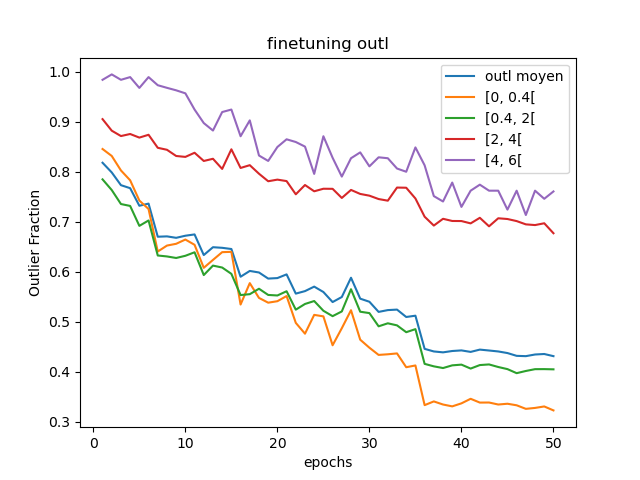 finetuning outl
outl moyen
[0, 0.4[
[0.4, 2[
[2, 4[
[4, 6[
Outlier Fraction
1.0
0.9
0.8
0.7
0.6
0.5
0.4
0.3
0 10 20 30 40 50
epochs